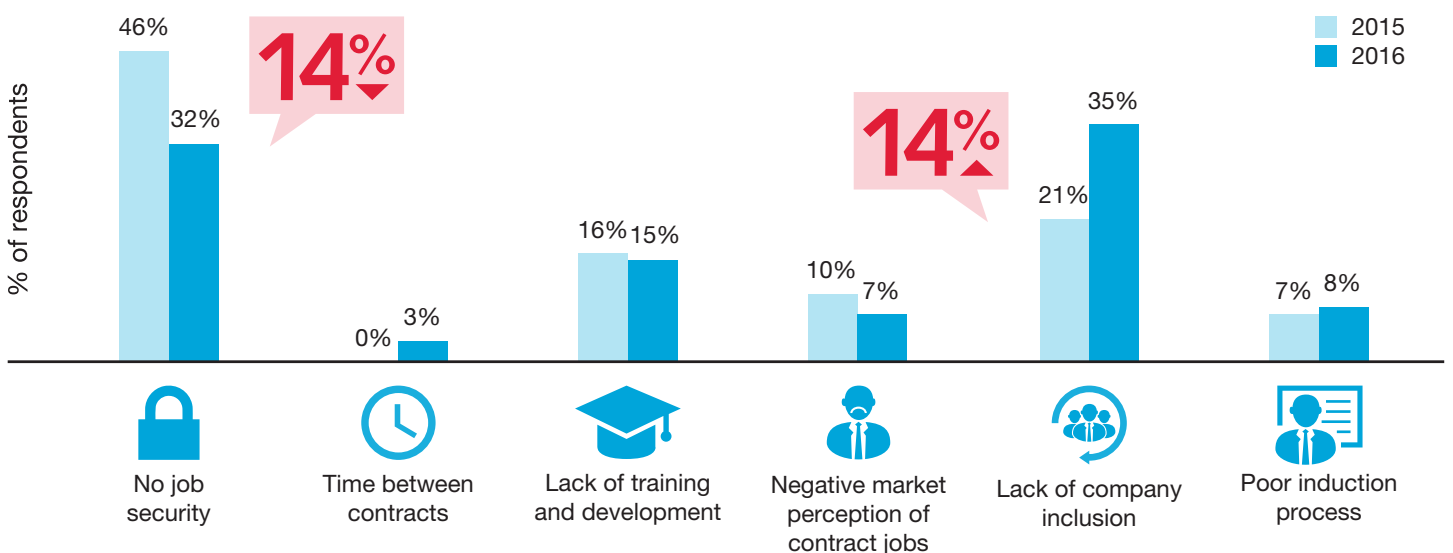 46%
14%
2015
2016
% of respondents
32%
14%
35%
21%
16%
15%
10%
7%
0%
3%
7%
8%
No job
security
Time between
contracts
Lack of training
and development
Negative market
perception of
contract jobs
Lack of company
inclusion
Poor induction
process